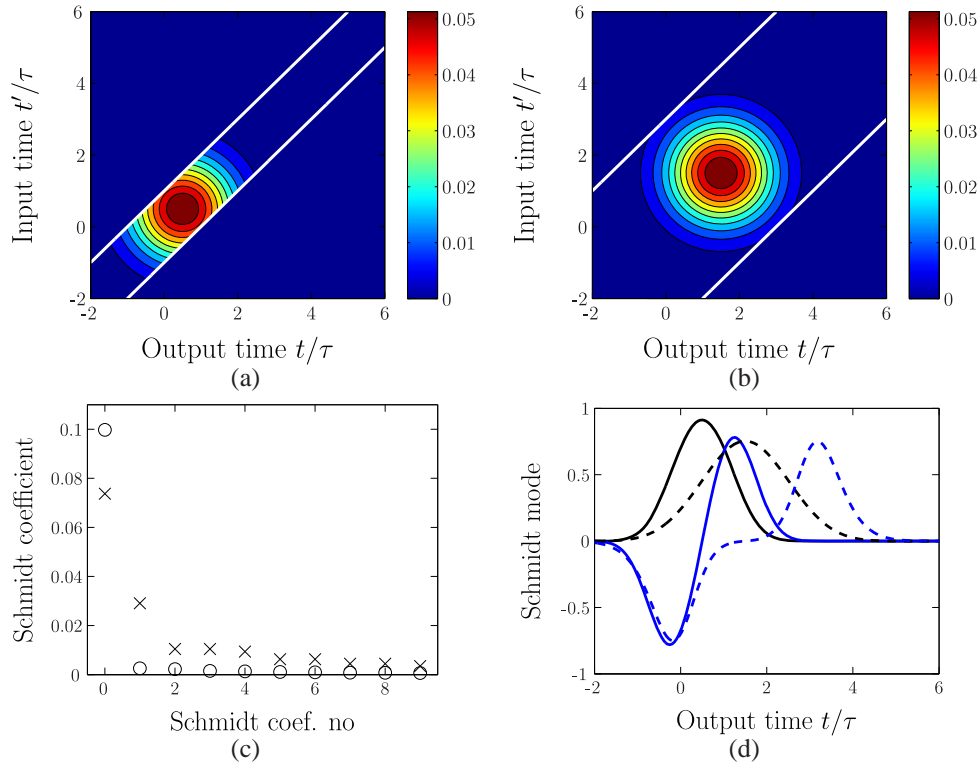 6
4
2
0
-2
-2 0 2 4 6
Input time t′/τ
Output time t/τ
0.05
0.04
0.03
0.02
0.01
0
(a)
6
4
2
0
-2
-2 0 2 4 6
Input time t′/τ
Output time t/τ
0.05
0.04
0.03
0.02
0.01
0
(b)
0.1
0.08
0.06
0.04
0.02
0
0 2 4 6 8
Schmidt coefficient
Schmidt coef. no
(c)
1
0.5
0
-0.5
-1
-2 0 2 4 6
Schmidt mode
Output time t/τ
(d)